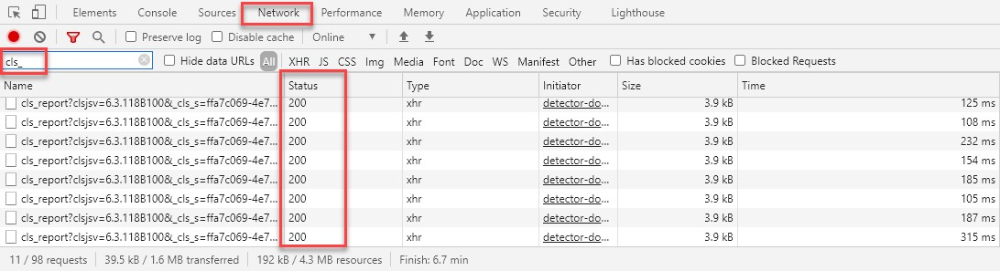 Elements Console Sources Network Performance Memory Application Security Lighthouse
Preserve log Disable cache Online
cls_ Hide data URLs All XHR JS CSS Img Media Font Doc WS Manifest Other Has blocked cookies Blocked Requests
Name Status Type Initiator Size Time
cls_report?clsjsv=6.3.118B100&_cls_s=ffa7c069-4e7... 200 xhr detector-do... 3.9 kB 125 ms
cls_report?clsjsv=6.3.118B100&_cls_s=ffa7c069-4e7... 200 xhr detector-do... 3.9 kB 108 ms
cls_report?clsjsv=6.3.118B100&_cls_s=ffa7c069-4e7... 200 xhr detector-do... 3.9 kB 232 ms
cls_report?clsjsv=6.3.118B100&_cls_s=ffa7c069-4e7... 200 xhr detector-do... 3.9 kB 154 ms
cls_report?clsjsv=6.3.118B100&_cls_s=ffa7c069-4e7... 200 xhr detector-do... 3.9 kB 185 ms
cls_report?clsjsv=6.3.118B100&_cls_s=ffa7c069-4e7... 200 xhr detector-do... 3.9 kB 105 ms
cls_report?clsjsv=6.3.118B100&_cls_s=ffa7c069-4e7... 200 xhr detector-do... 3.9 kB 187 ms
cls_report?clsjsv=6.3.118B100&_cls_s=ffa7c069-4e7... 200 xhr detector-do... 3.9 kB 315 ms
11 / 98 requests 39.5 kB / 1.6 MB transferred 192 kB / 4.3 MB resources Finish: 6.7 min